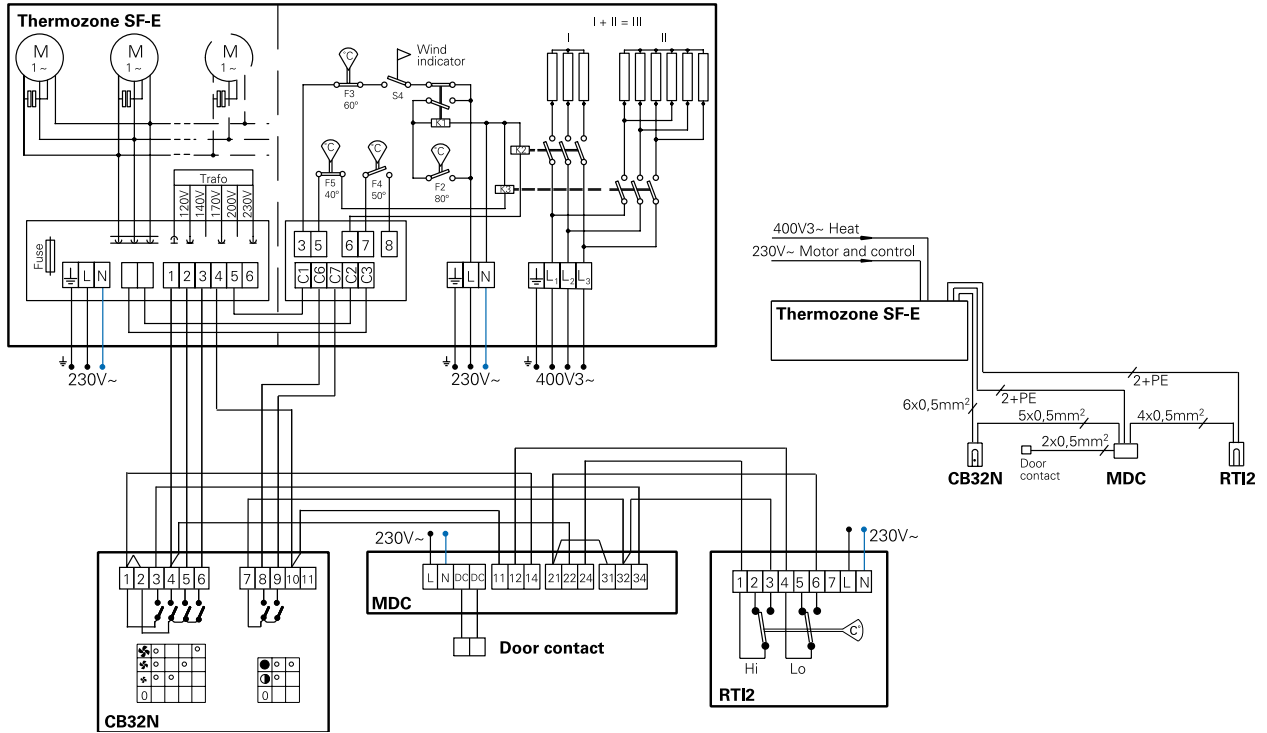 Thermozone SF-E
I + II = III
I
II
M
1~
M
1~
M
1~
°C
F3
60°
S4
Wind
indicator
K1
°C
F5
40°
°C
F4
50°
°C
F2
80°
K2
K3
Trafo
120V
140V
170V
200V
230V
Fuse
L N
1 2 3 4 5 6
3 5 6 7 8
C1 C6 C7 C2 C3
L N
L1 L2 L3
230V~
230V~
400V3~
400V3~ Heat
230V~ Motor and control
Thermozone SF-E
2+PE
2+PE
6x0,5mm²
5x0,5mm²
4x0,5mm²
2x0,5mm²
Door
contact
CB32N
MDC
RTI2
1 2 3 4 5 6
7 8 9 10 11
0
0
CB32N
230V~
L N DC DC
11 12 14
21 22 24
31 32 34
MDC
Door contact
230V~
1 2 3 4 5 6 7 L N
C°
Hi
Lo
RTI2